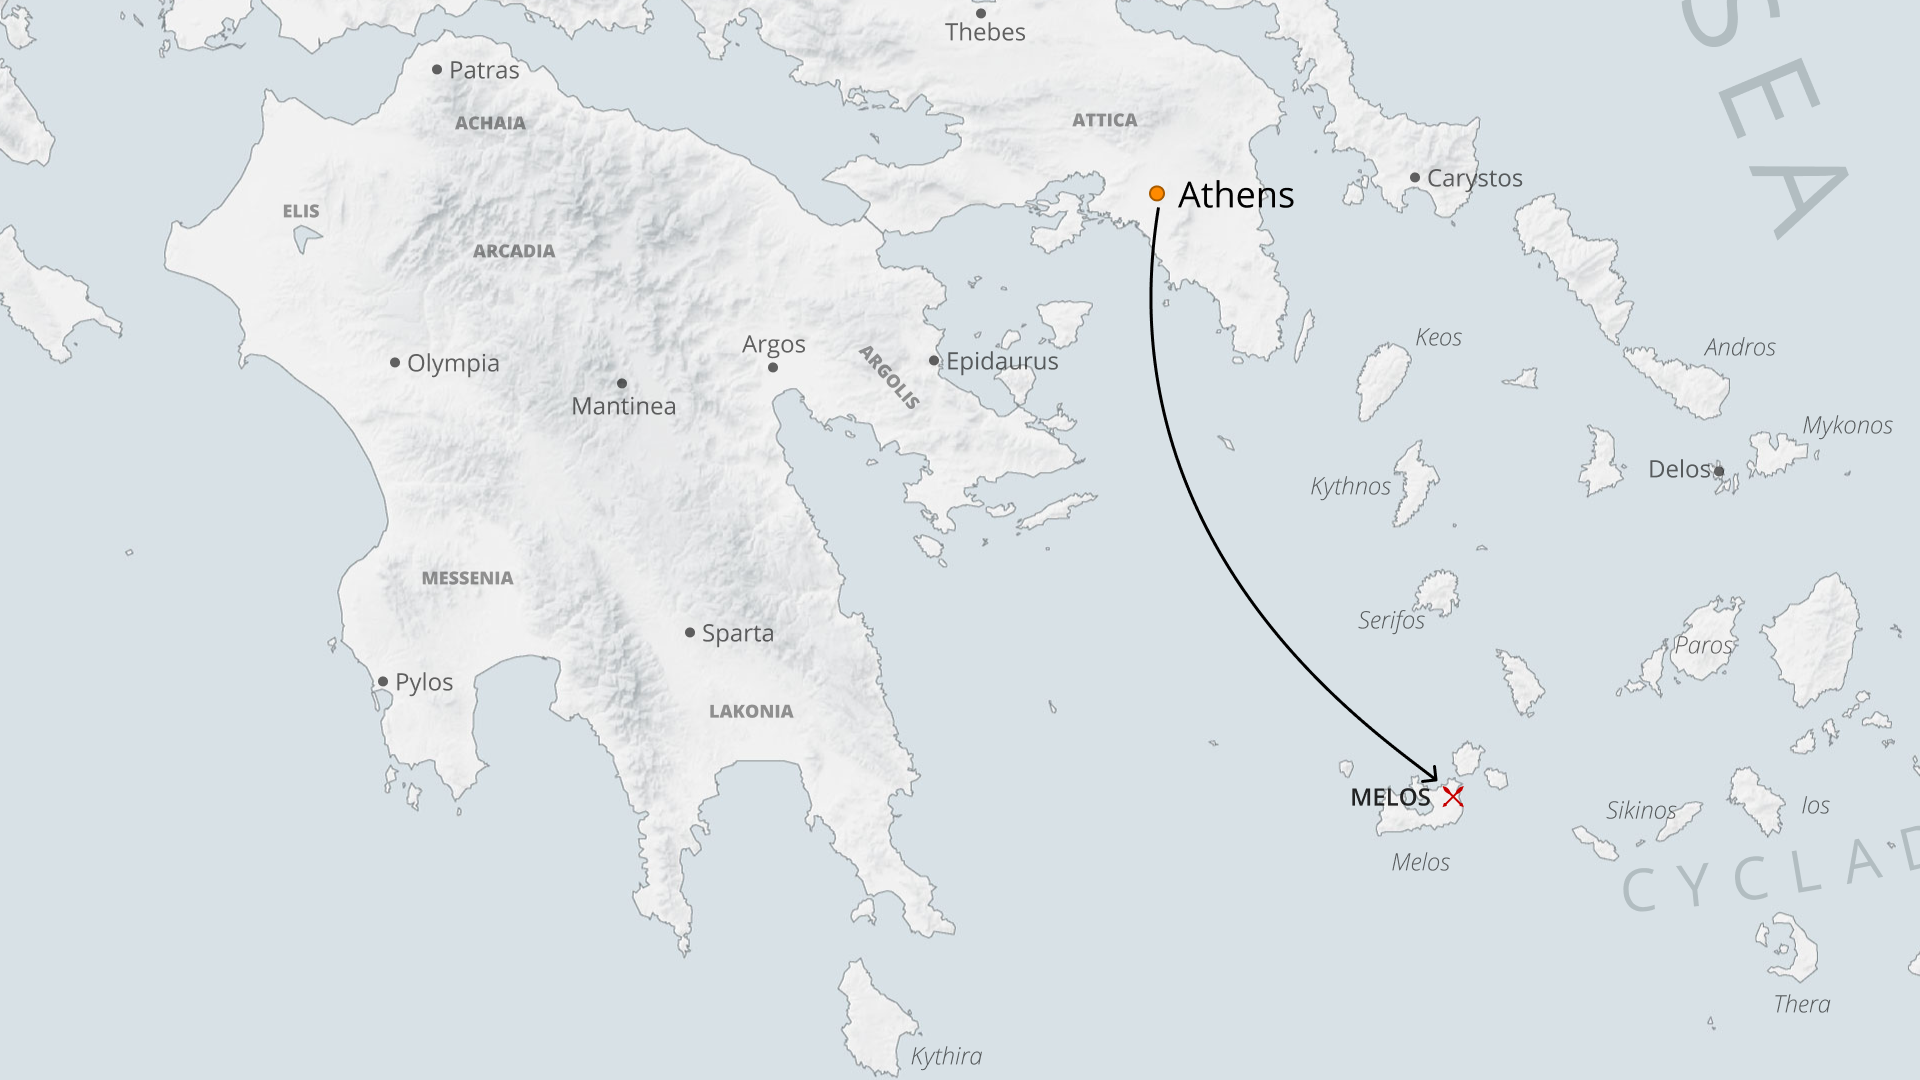 SEA
Thebes
Patras
ACHAIA
ATTICA
Carystos
Athens
ELIS
ARCADIA
Keos
Argos
Andros
Olympia
ARGOLIS
Epidaurus
Mantinea
Mykonos
Delos
Kythnos
MESSENIA
Serifos
Sparta
Paros
Pylos
LAKONIA
MELOS
Sikinos
Ios
Melos
CYCLAD
Thera
Kythira